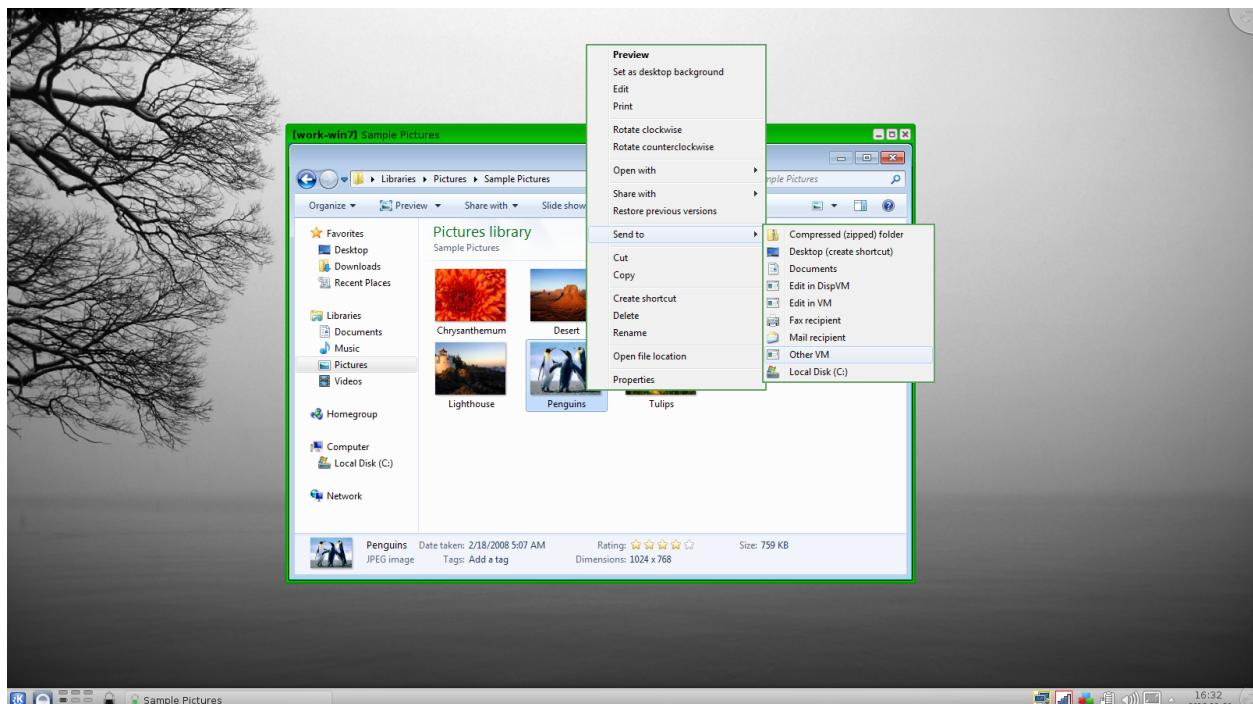 [work-win7] Sample Pictures
Libraries Pictures Sample Pictures
mple Pictures
Organize Preview Share with Slide show
Favorites
Desktop
Downloads
Recent Places
Libraries
Documents
Music
Pictures
Videos
Homegroup
Computer
Local Disk (C:)
Network
Pictures library
Sample Pictures
Chrysanthemum
Desert
Lighthouse
Penguins
Tulips
Preview
Set as desktop background
Edit
Print
Rotate clockwise
Rotate counterclockwise
Open with
Share with
Restore previous versions
Send to
Cut
Copy
Create shortcut
Delete
Rename
Open file location
Properties
Compressed (zipped) folder
Desktop (create shortcut)
Documents
Edit in DispVM
Edit in VM
Fax recipient
Mail recipient
Other VM
Local Disk (C:)
Penguins Date taken: 2/18/2008 5:07 AM Rating: Size: 759 KB
JPEG image Tags: Add a tag Dimensions: 1024 x 768
Sample Pictures
16:32